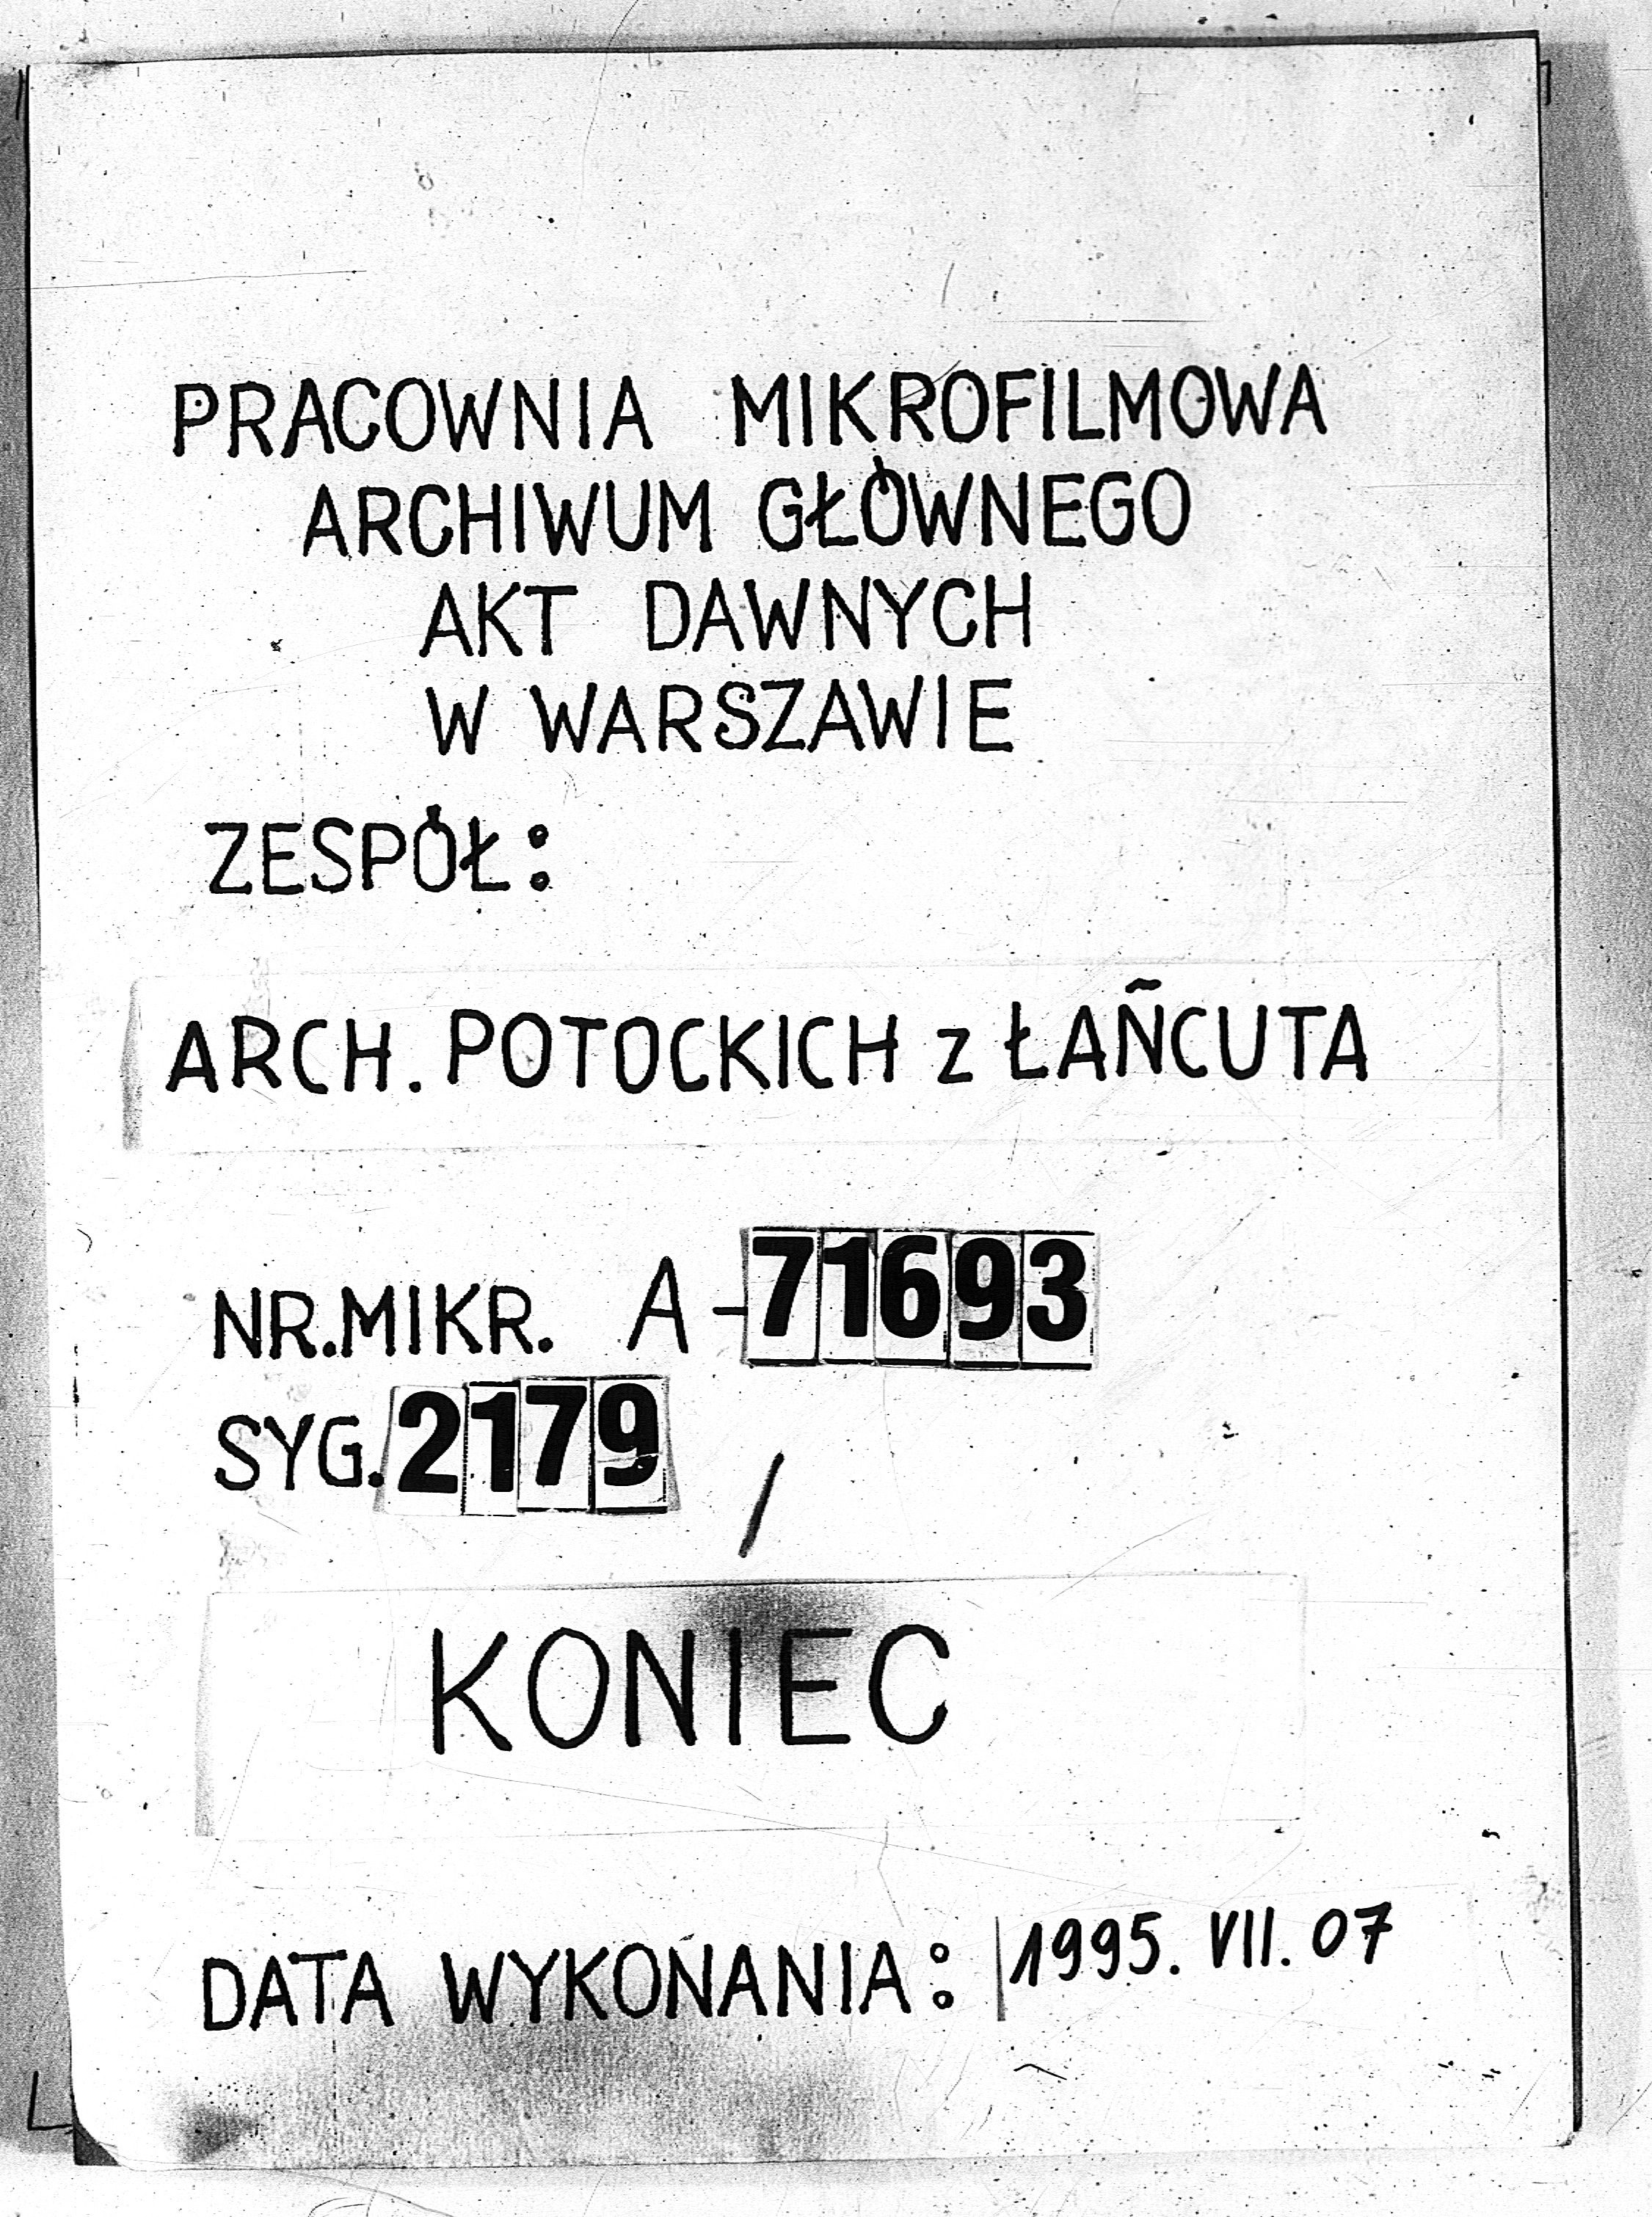 PRACOWNIA MIKROFILMOWA
ARCHIWUM GŁÓWNEGO
AKT DAWNYCH
W WARSZAWIE
ZESPÓŁ:
ARCH. POTOCKICH z ŁAŃCUTA
NR.MIKR. A-71693
SYG.2179 /
KONIEC
DATA WYKONANIA: 1995. VII. 07